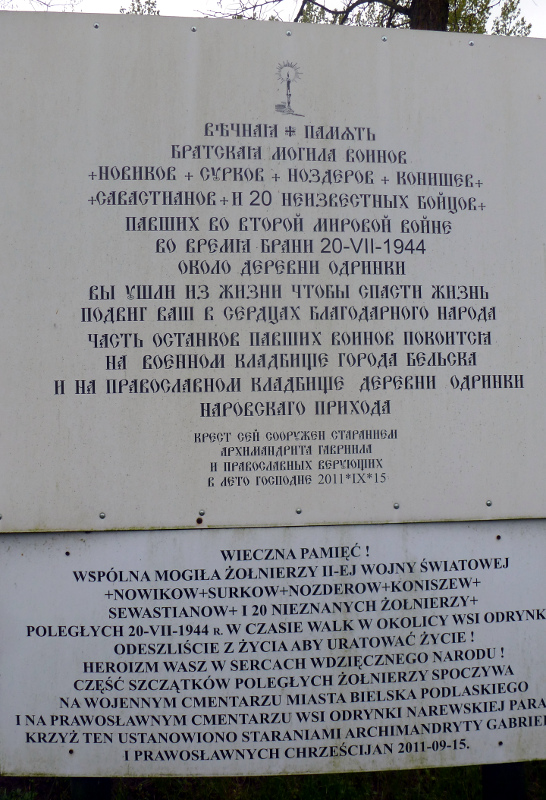 ВѢЧНАІА + ПАМѦТЬ
БРАТСКАІА МОГИЛА ВОИНОВ
+НОВИКОВ + СУРКОВ + НОЗДЕРОВ + КОНИШЕВ+
+САВАСТИАНОВ+И 20 НЕИЗВЕСТНЫХ БОЙЦОВ+
ПАВШИХ ВО ВТОРОЙ МИРОВОЙ ВОЙНЕ
ВО ВРЕМІА БРАНИ 20-VII-1944
ОКОЛО ДЕРЕВНИ ОДРИНКИ
ВЫ УШЛИ ИЗ ЖИЗНИ ЧТОБЫ СПАСТИ ЖИЗНЬ
ПОДВИГ ВАШ В СЕРДЦАХ БЛАГОДАРНОГО НАРОДА
ЧАСТЬ ОСТАНКОВ ПАВШИХ ВОИНОВ ПОКОИТСІА
НА ВОЕННОМ КЛАДБИЩЕ ГОРОДА БЕЛЬСКА
И НА ПРАВОСЛАВНОМ КЛАДБИЩЕ ДЕРЕВНИ ОДРИНКИ
НАРОВСКАГО ПРИХОДА
КРЕСТ СЕЙ СООРУЖЕН СТАРАНИЕМ
АРХИМАНДРИТА ГАВРИИЛА
И ПРАВОСЛАВНЫХ ВЕРУЮЩИХ
В ЛЕТО ГОСПОДНЕ 2011*IX*15
WIECZNA PAMIĘĆ !
WSPÓLNA MOGIŁA ŻOŁNIERZY II-EJ WOJNY ŚWIATOWEJ
+NOWIKOW+SURKOW+NOZDEROW+KONISZEW+
SEWASTIANOW+ I 20 NIEZNANYCH ŻOŁNIERZY+
POLEGŁYCH 20-VII-1944 R. W CZASIE WALK W OKOLICY WSI ODRYNK
ODESZLIŚCIE Z ŻYCIA ABY URATOWAĆ ŻYCIE !
HEROIZM WASZ W SERCACH WDZIĘCZNEGO NARODU !
CZĘŚĆ SZCZĄTKÓW POLEGŁYCH ŻOŁNIERZY SPOCZYWA
NA WOJENNYM CMENTARZU MIASTA BIELSKA PODLASKIEGO
I NA PRAWOSŁAWNYM CMENTARZU WSI ODRYNKI NAREWSKIEJ PARA
KRZYŻ TEN USTANOWIONO STARANIAMI ARCHIMANDRYTY GABRIE
I PRAWOSŁAWNYCH CHRZEŚCIJAN 2011-09-15.